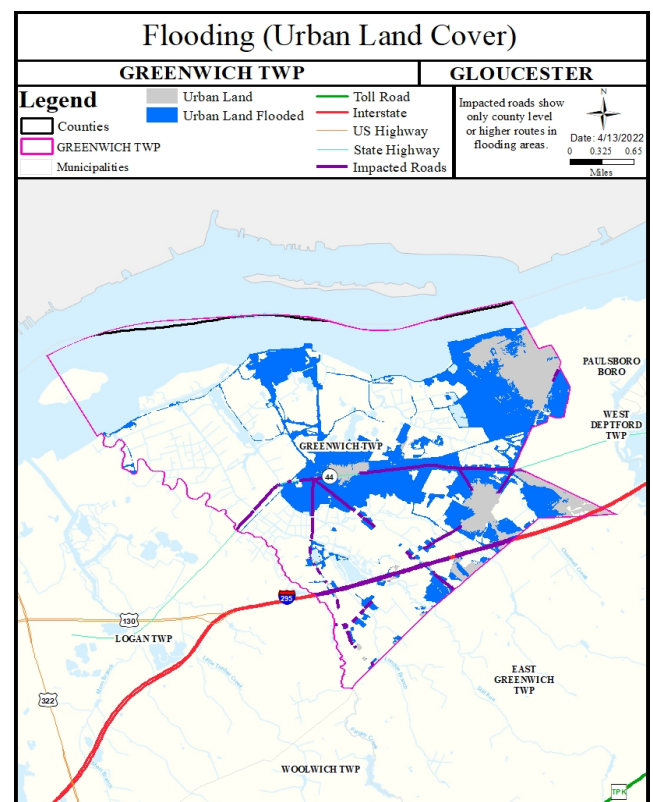 Flooding (Urban Land Cover)
GREENWICH TWP
GLOUCESTER
Legend
Counties
GREENWICH TWP
Municipalities
Urban Land
Urban Land Flooded
Toll Road
Interstate
US Highway
State Highway
Impacted Roads
Impacted roads show
only county level
or higher routes in
flooding areas.
N
Date: 4/13/2022
0 0.325 0.65
Miles
PAULSBORO
BORO
WEST
DEPTFORD
TWP
GREENWICH TWP
44
295
130
LOGAN TWP
322
EAST
GREENWICH
TWP
WOOLWICH TWP
TPK